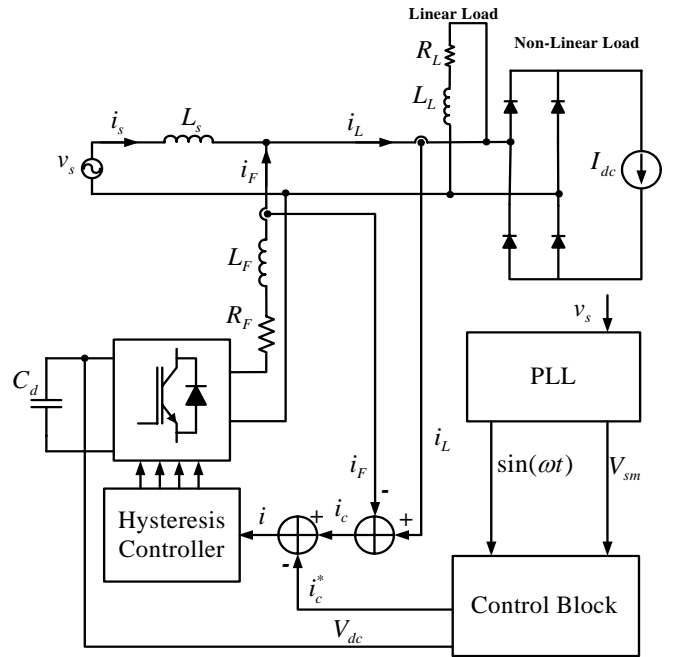 Linear Load
Non-Linear Load
R_L
L_L
i_s
L_s
i_L
v_s
i_F
I_dc
L_F
R_F
v_s
C_d
PLL
i_L
sin(ωt)
V_sm
i_F
-
Hysteresis
Controller
i
+
i_c
+
-
i_c^*
Control Block
V_dc